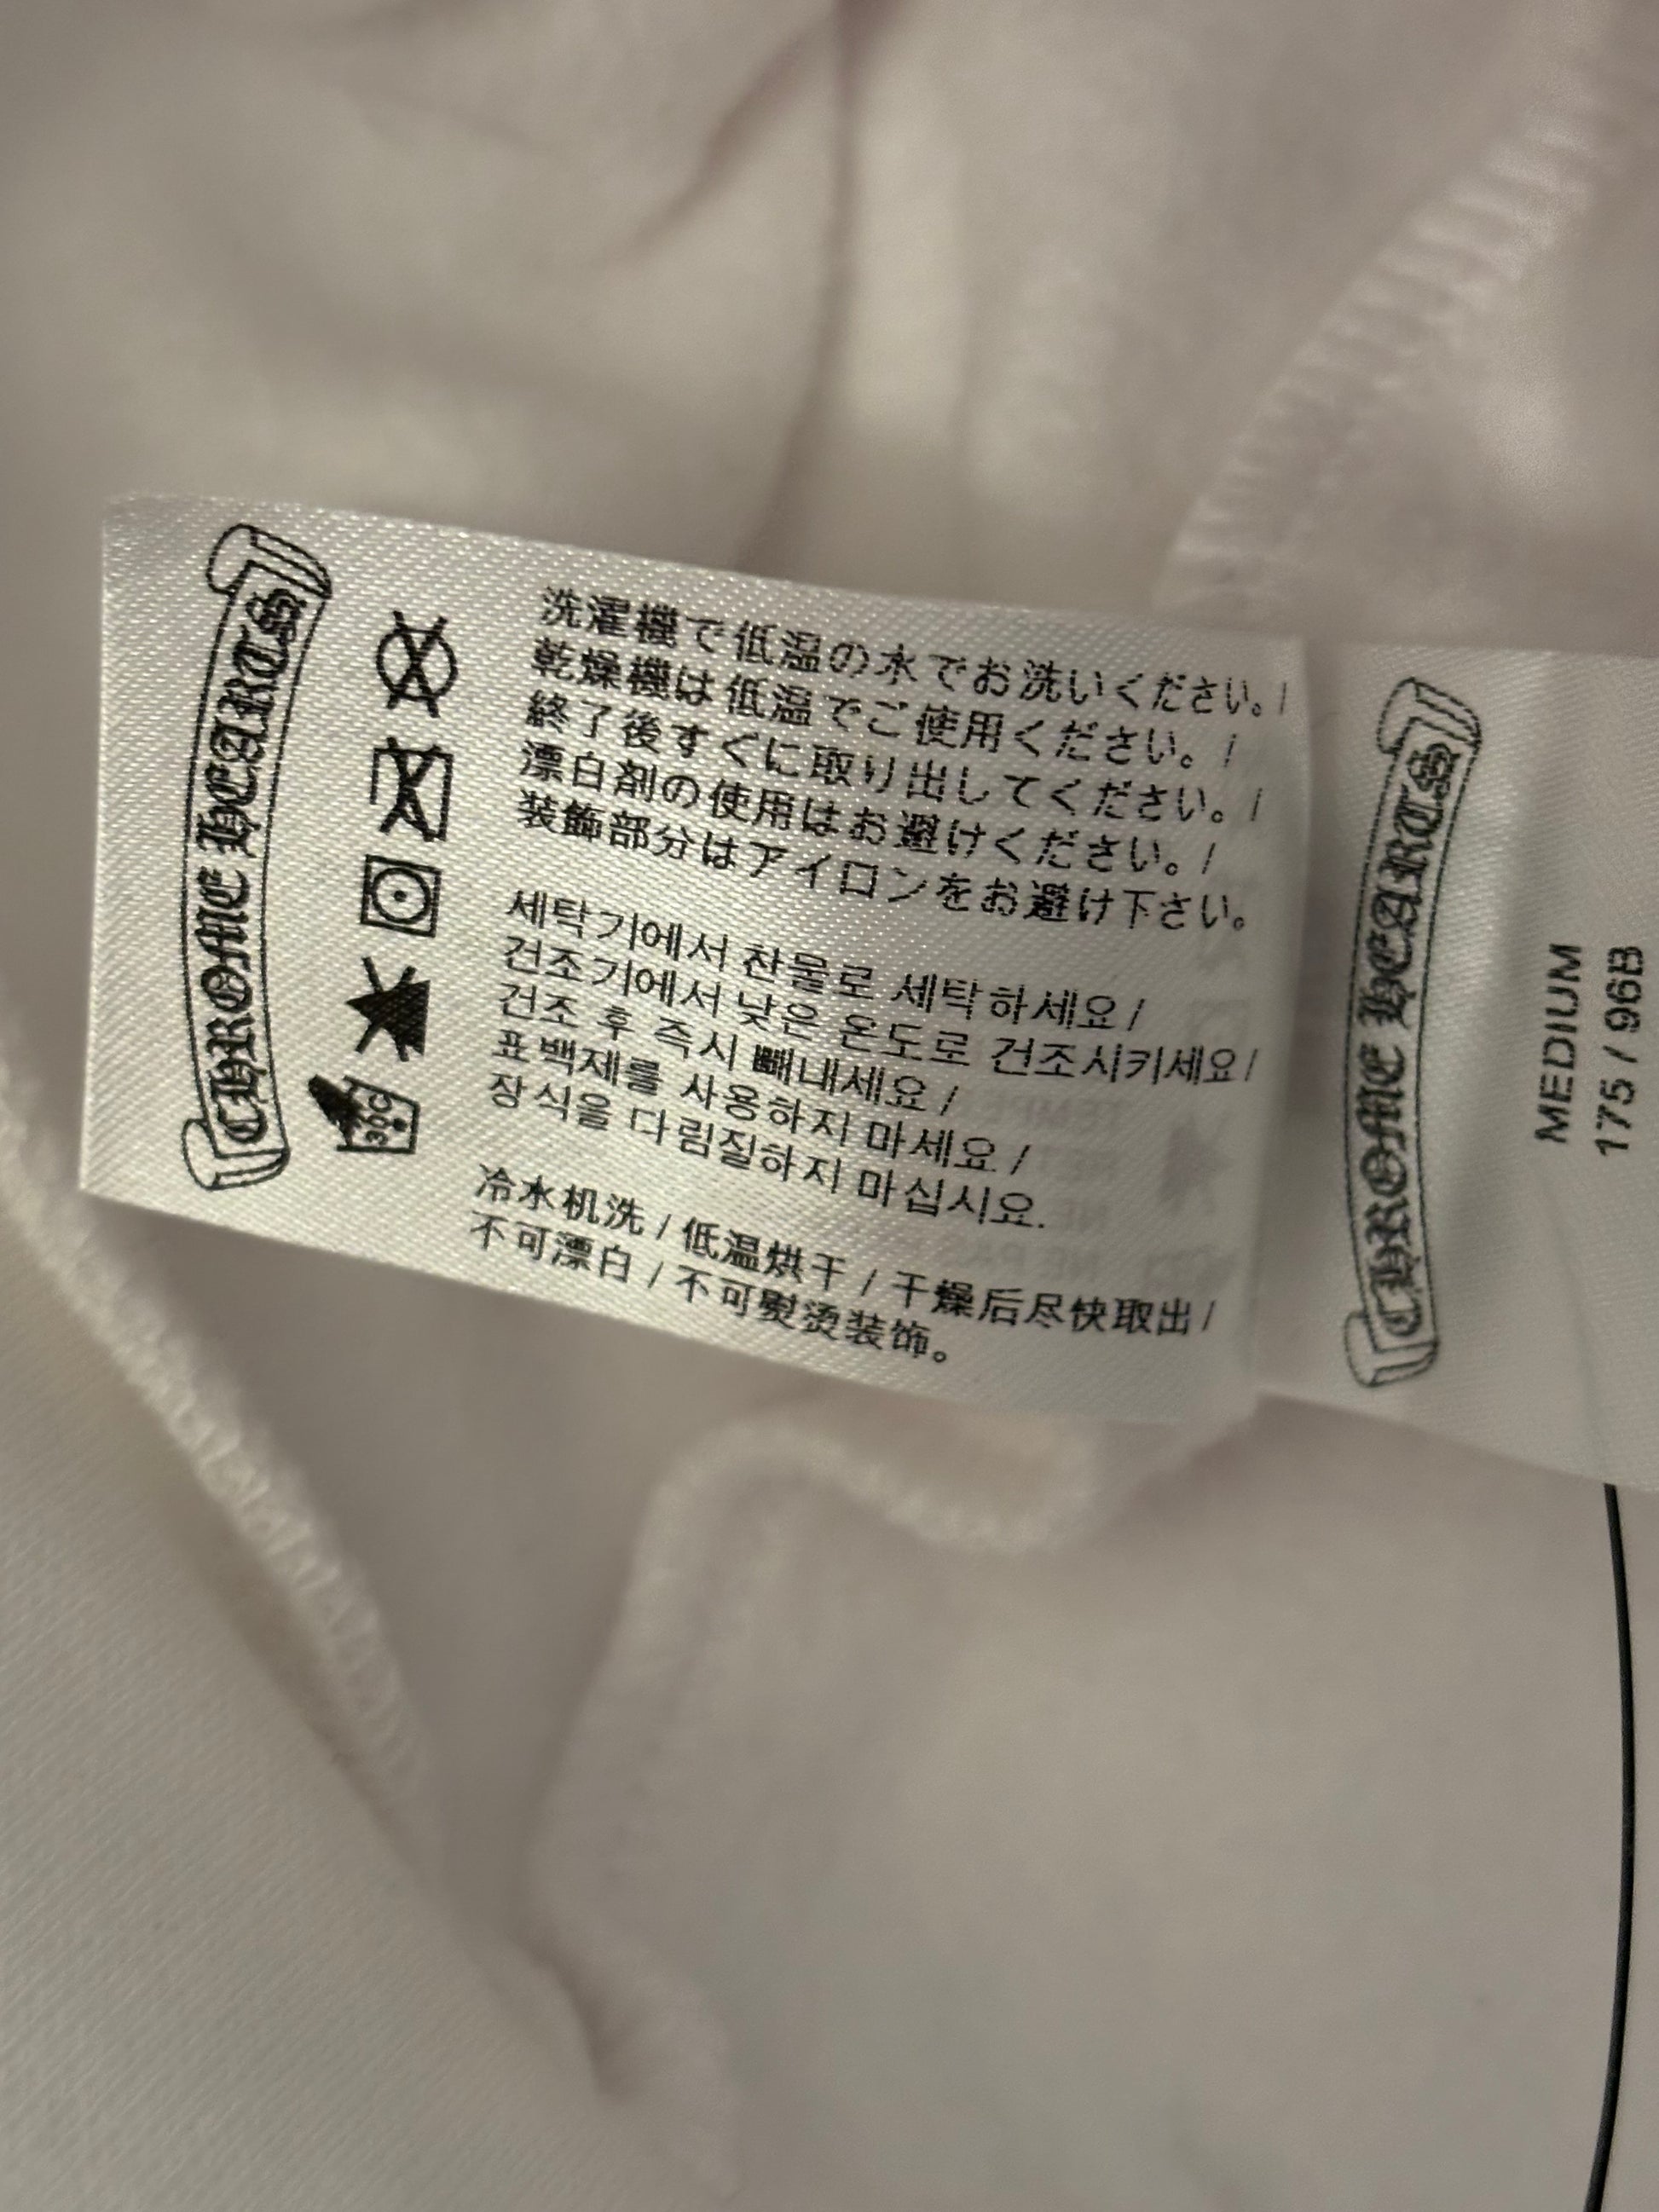 CHROME HEARTS
30C
洗濯機で低温の水でお洗いください。/
乾燥機は低温でご使用ください。/
終了後すぐに取り出してください。/
漂白剤の使用はお避けください。/
装飾部分はアイロンをお避け下さい。
세탁기에서 찬물로 세탁하세요 /
건조기에서 낮은 온도로 건조시키세요 /
건조 후 즉시 빼내세요 /
표백제를 사용하지 마세요 /
장식을 다림질하지 마십시오.
冷水机洗 / 低温烘干 / 干燥后尽快取出 /
不可漂白 / 不可熨烫装饰。
CHROME HEARTS
MEDIUM
175 / 96B